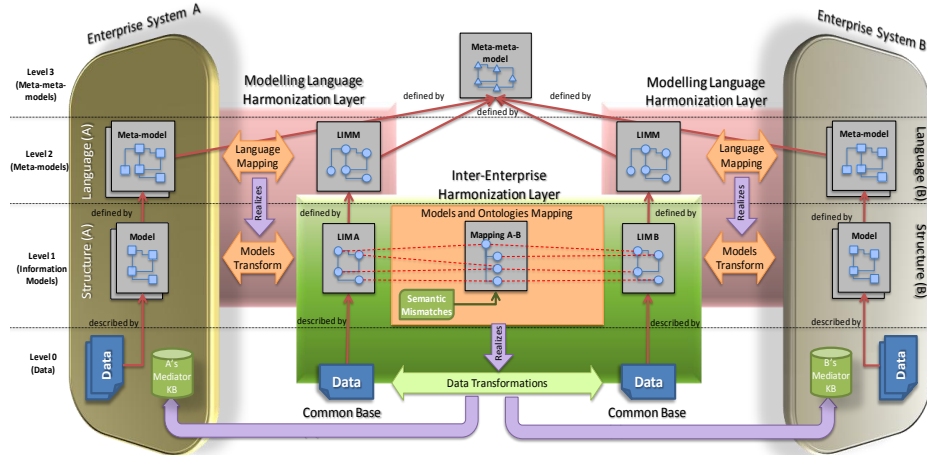 Enterprise System A
Enterprise System B
Level 3
(Meta-meta-
models)
Modelling Language
Harmonization Layer
Meta-meta-
model
Modelling Language
Harmonization Layer
defined by
defined by
defined by
defined by
Level 2
(Meta-models)
Language (A)
Meta-model
Language
Mapping
LIMM
LIMM
Language
Mapping
Meta-model
Language (B)
Inter-Enterprise
Harmonization Layer
Realizes
Realizes
defined by
defined by
defined by
defined by
Models and Ontologies Mapping
Level 1
(Information
Models)
Structure (A)
Model
Models
Transform
LIM A
Mapping A-B
LIM B
Models
Transform
Model
Structure (B)
Semantic
Mismatches
described by
described by
described by
described by
Realizes
Level 0
(Data)
Data
A's
Mediator
KB
Data
Data Transformations
Data
B's
Mediator
KB
Data
Common Base
Common Base